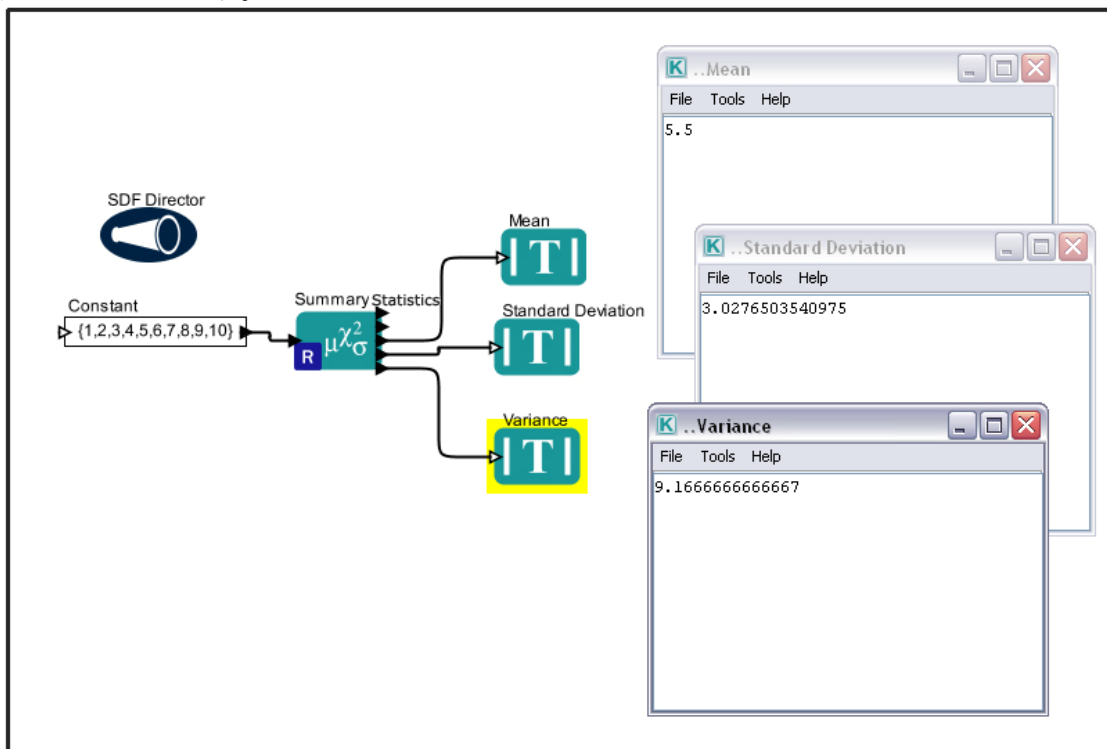 SDF Director
Constant
{1,2,3,4,5,6,7,8,9,10}
Summary Statistics
R μχ²σ
Mean
T
Standard Deviation
T
Variance
T
K ..Mean
File Tools Help
5.5
K ..Standard Deviation
File Tools Help
3.0276503540975
K ..Variance
File Tools Help
9.1666666666667